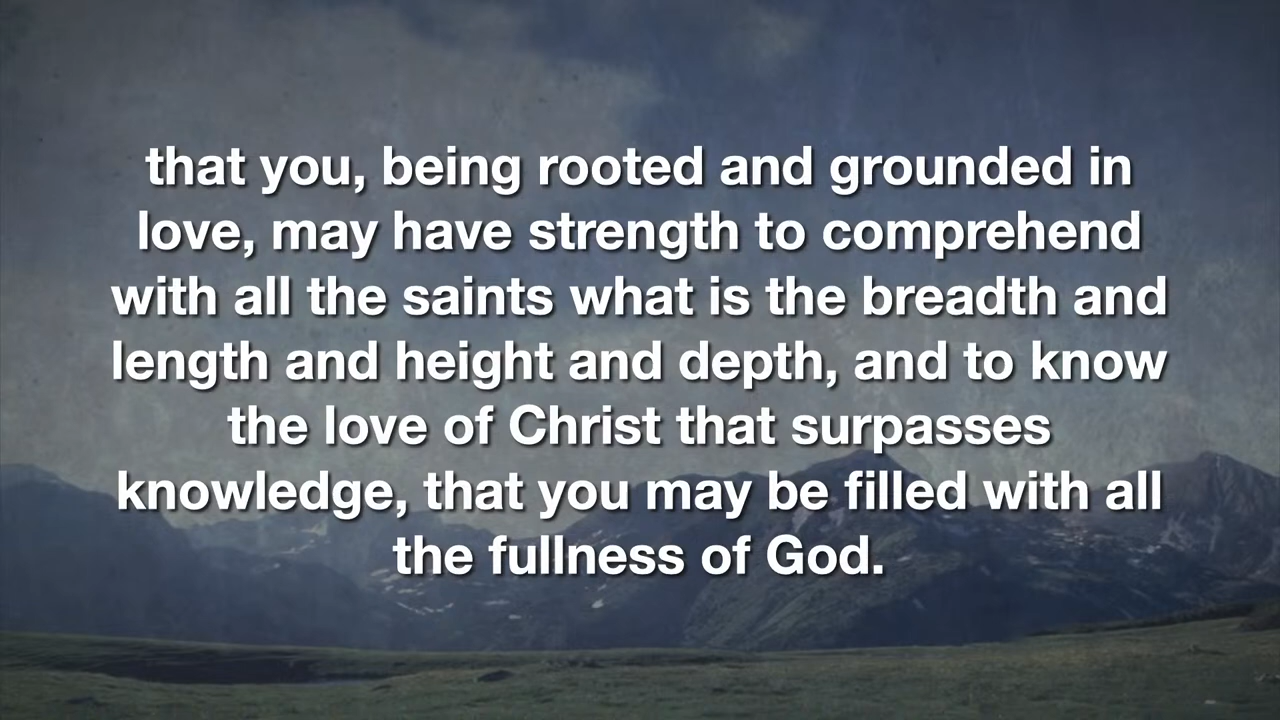 that you, being rooted and grounded in
love, may have strength to comprehend
with all the saints what is the breadth and
length and height and depth, and to know
the love of Christ that surpasses
knowledge, that you may be filled with all
the fullness of God.